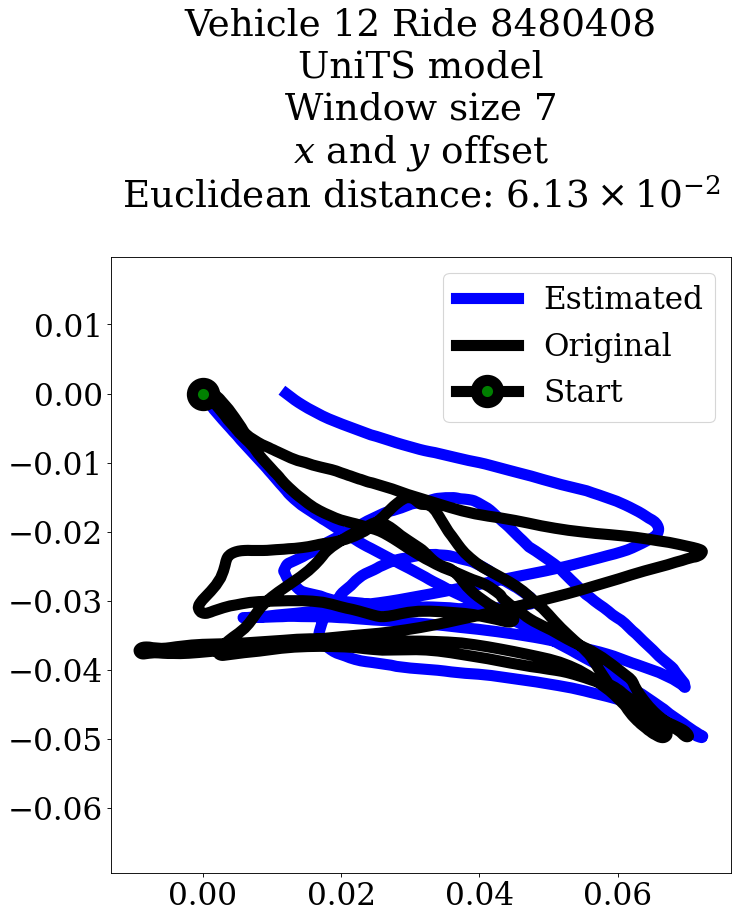 Vehicle 12 Ride 8480408
UniTS model
Window size 7
x and y offset
Euclidean distance: 6.13 × 10⁻²
Estimated
Original
Start
0.01
0.00
−0.01
−0.02
−0.03
−0.04
−0.05
−0.06
0.00 0.02 0.04 0.06